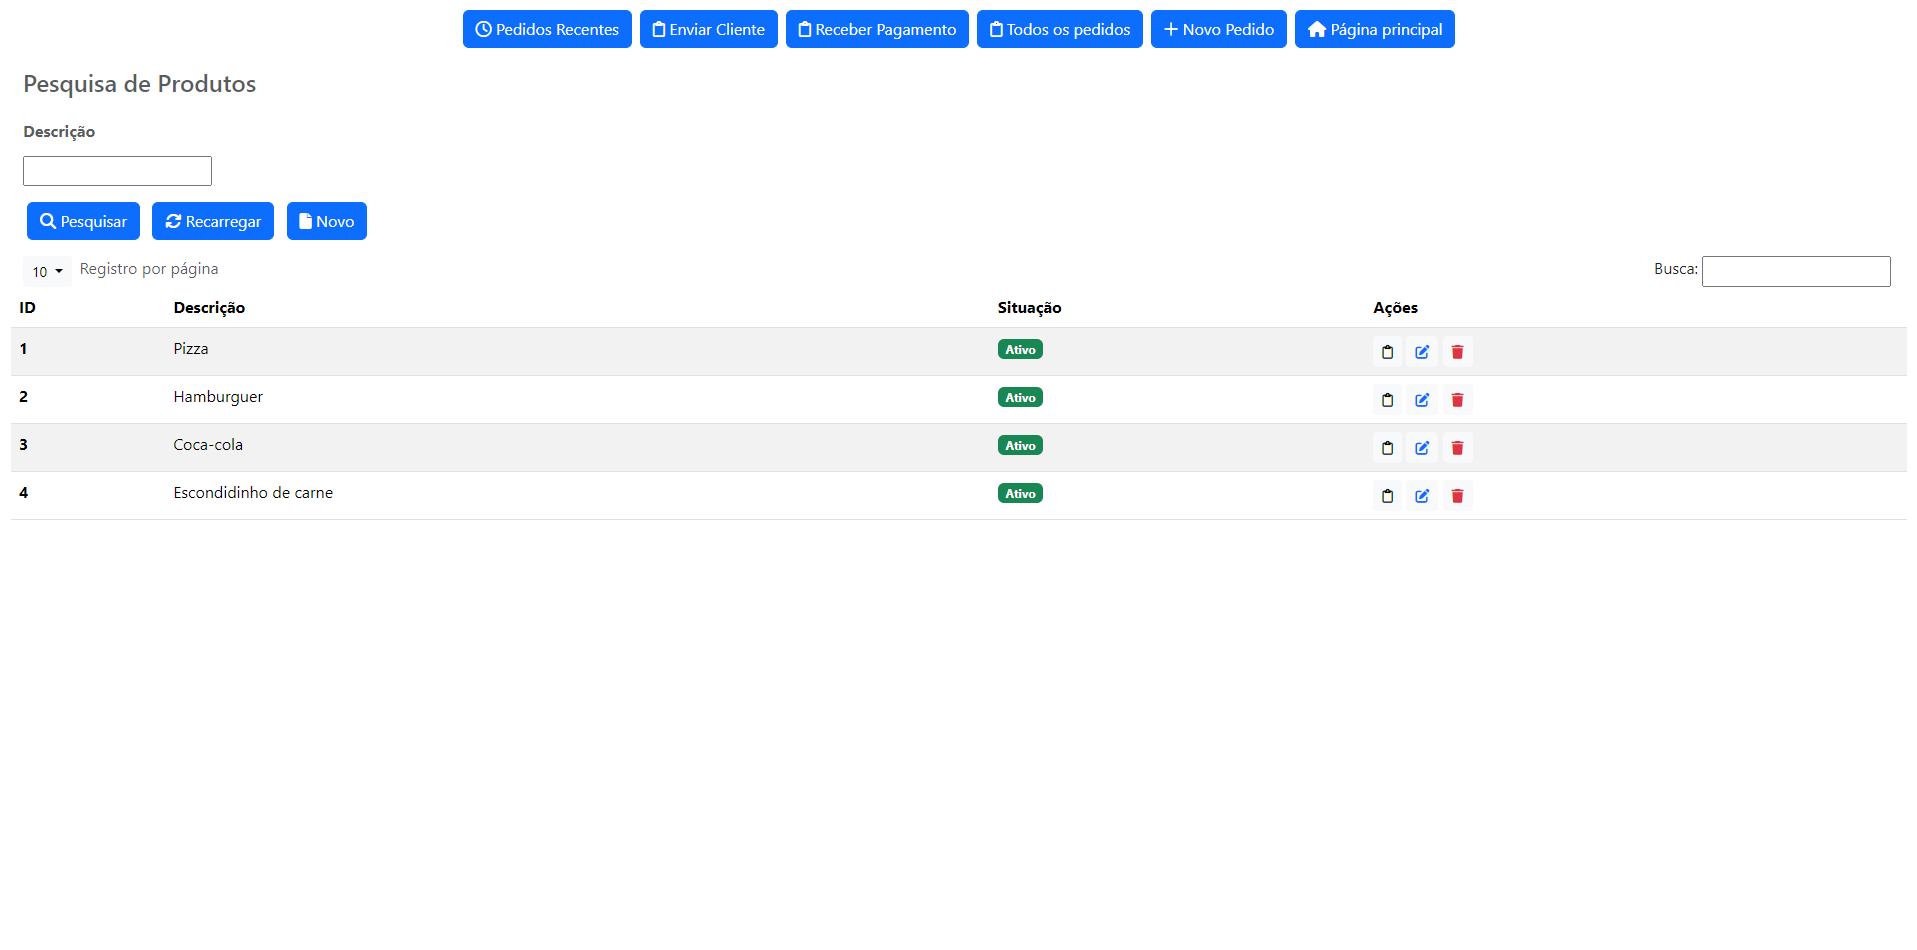 Pedidos Recentes Enviar Cliente Receber Pagamento Todos os pedidos Novo Pedido Página principal
Pesquisa de Produtos
Descrição
Pesquisar Recarregar Novo
10 Registro por página Busca:
ID Descrição Situação Ações
1 Pizza Ativo
2 Hamburguer Ativo
3 Coca-cola Ativo
4 Escondidinho de carne Ativo